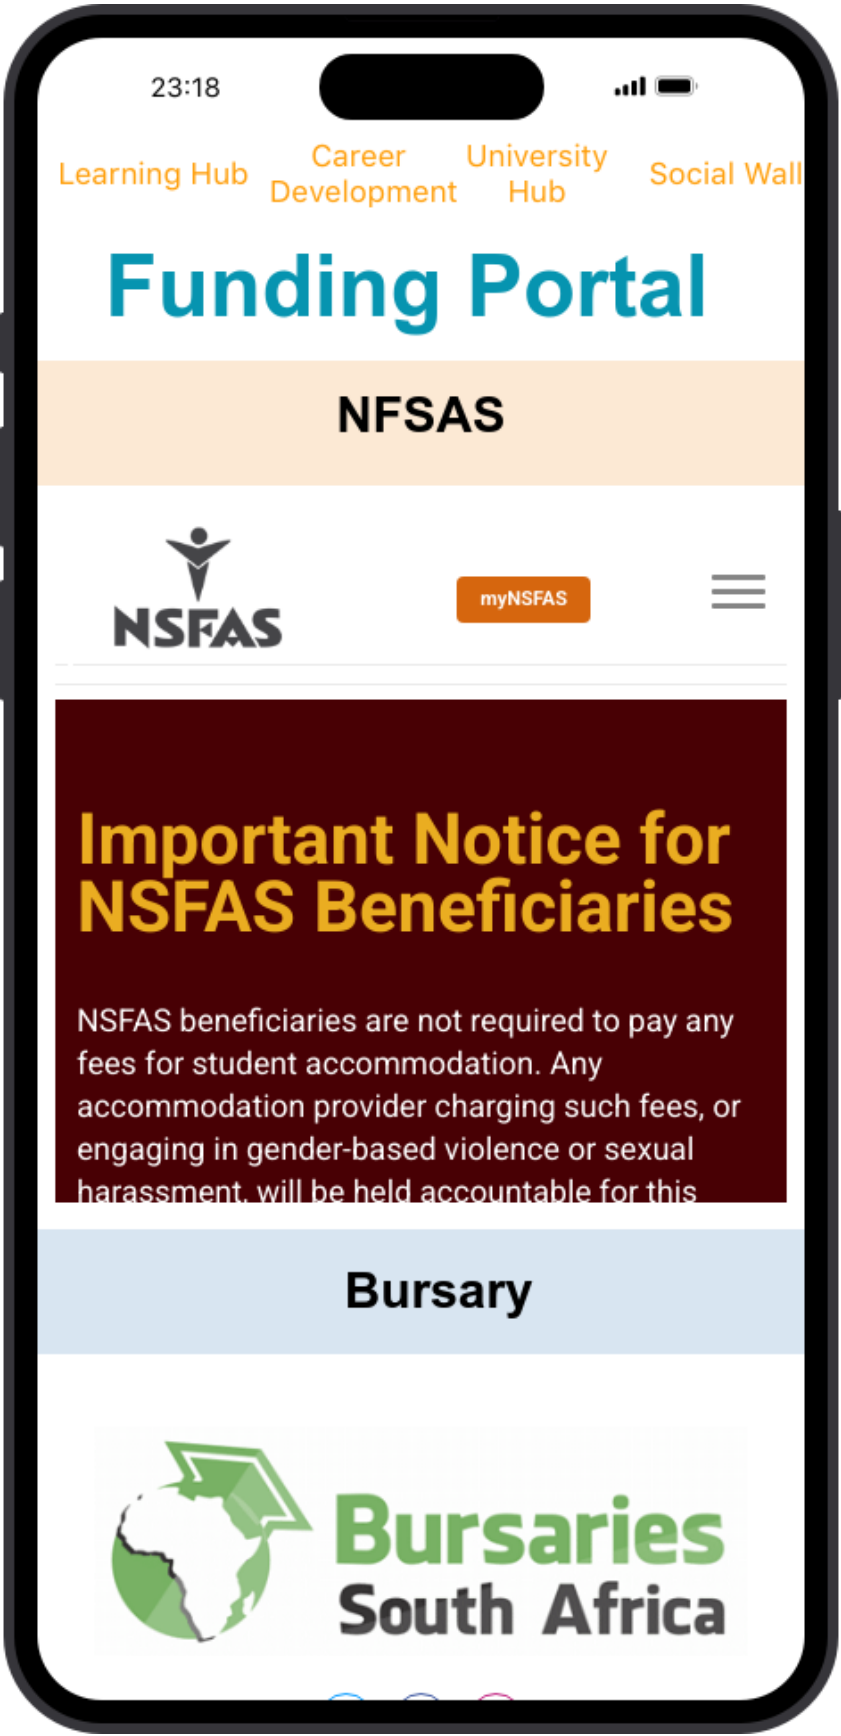 23:18
Learning Hub
Career
Development
University
Hub
Social Wall
Funding Portal
NFSAS
NSFAS
myNSFAS
Important Notice for
NSFAS Beneficiaries
NSFAS beneficiaries are not required to pay any
fees for student accommodation. Any
accommodation provider charging such fees, or
engaging in gender-based violence or sexual
harassment, will be held accountable for this
Bursary
Bursaries
South Africa